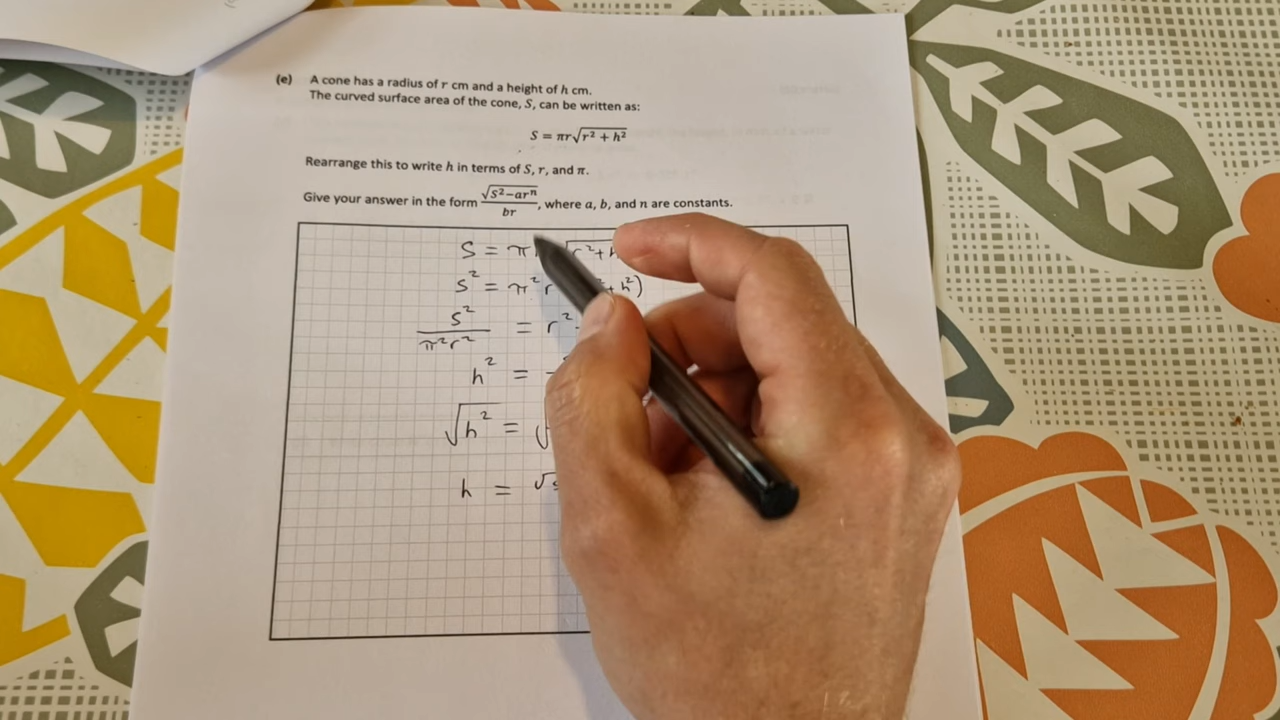 (e) A cone has a radius of r cm and a height of h cm.
The curved surface area of the cone, S, can be written as:
S = πr√(r² + h²)
Rearrange this to write h in terms of S, r, and π.
Give your answer in the form √(S²−arⁿ)/br, where a, b, and n are constants.
S = π √r²+h
S² = π²r + h²)
S²/π²r² = r²
h² =
√h² = √
h = √